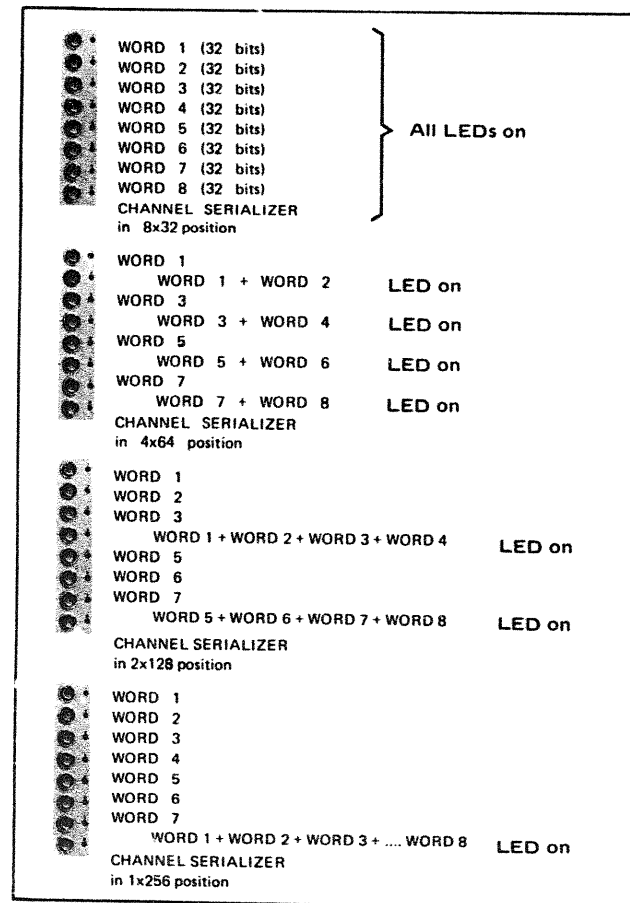 WORD 1 (32 bits)
WORD 2 (32 bits)
WORD 3 (32 bits)
WORD 4 (32 bits)
WORD 5 (32 bits)
WORD 6 (32 bits)
WORD 7 (32 bits)
WORD 8 (32 bits)
All LEDs on
CHANNEL SERIALIZER
in 8x32 position
WORD 1
WORD 1 + WORD 2 LED on
WORD 3
WORD 3 + WORD 4 LED on
WORD 5
WORD 5 + WORD 6 LED on
WORD 7
WORD 7 + WORD 8 LED on
CHANNEL SERIALIZER
in 4x64 position
WORD 1
WORD 2
WORD 3
WORD 1 + WORD 2 + WORD 3 + WORD 4 LED on
WORD 5
WORD 6
WORD 7
WORD 5 + WORD 6 + WORD 7 + WORD 8 LED on
CHANNEL SERIALIZER
in 2x128 position
WORD 1
WORD 2
WORD 3
WORD 4
WORD 5
WORD 6
WORD 7
WORD 1 + WORD 2 + WORD 3 + .... WORD 8 LED on
CHANNEL SERIALIZER
in 1x256 position